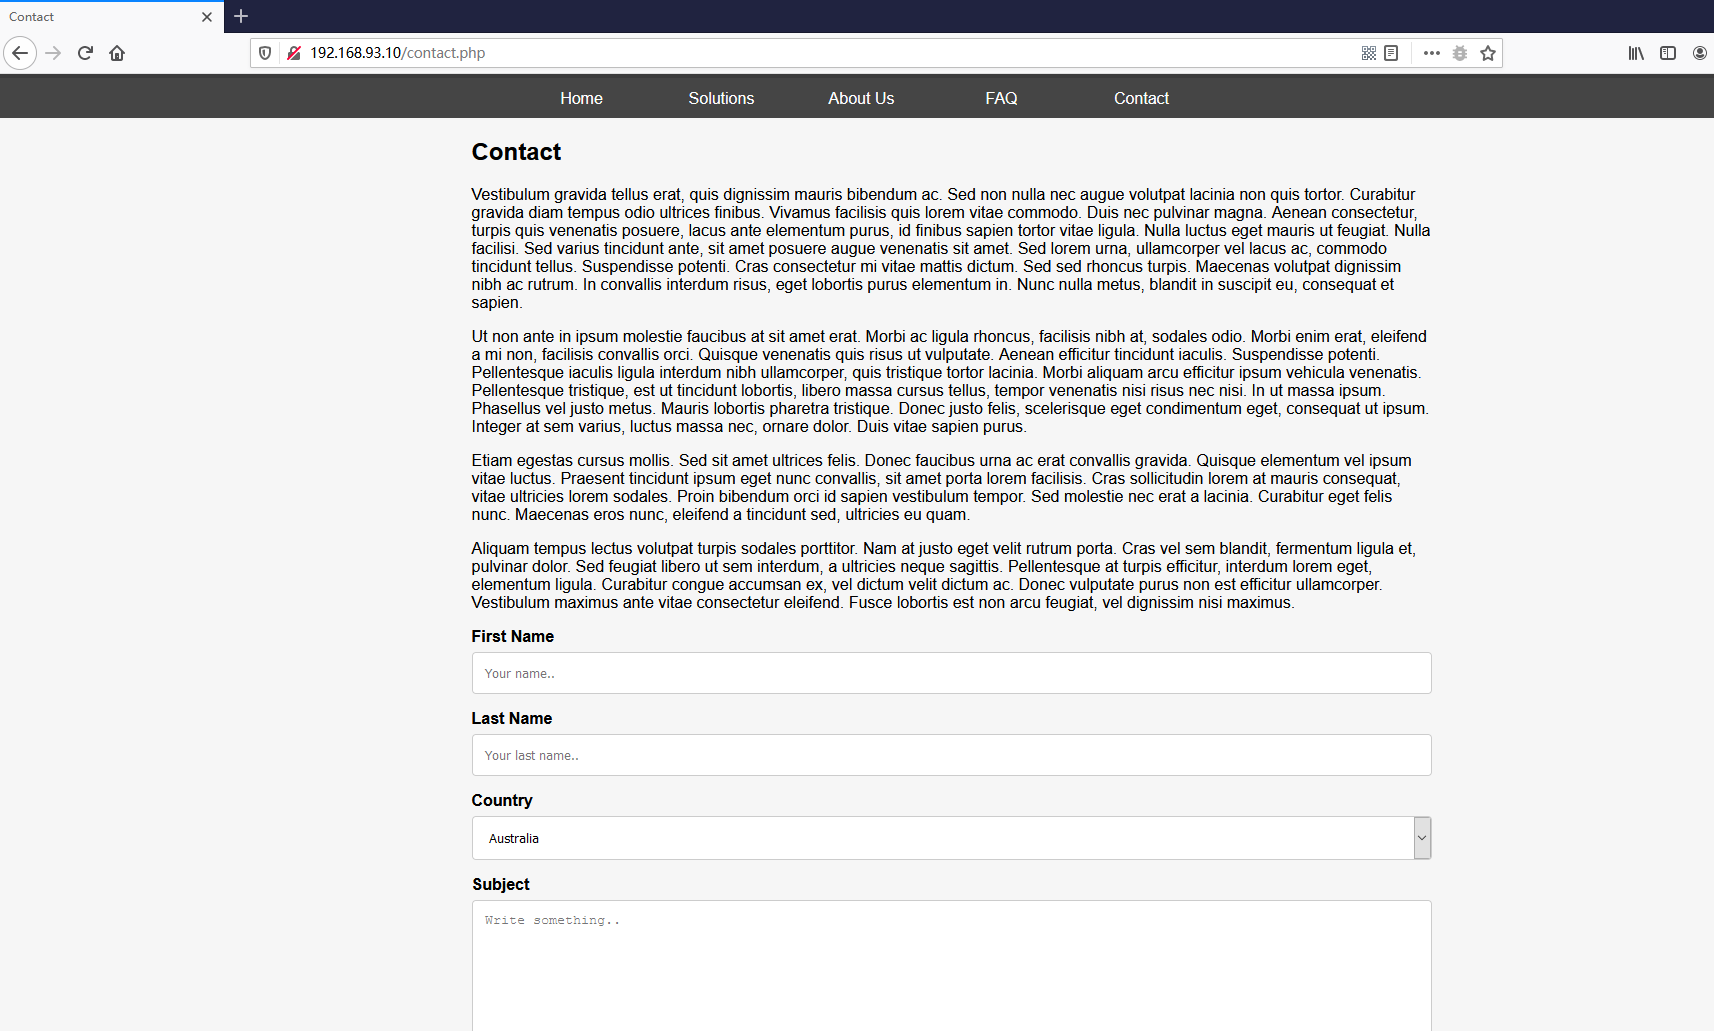 Contact
192.168.93.10/contact.php
Home Solutions About Us FAQ Contact
Contact
Vestibulum gravida tellus erat, quis dignissim mauris bibendum ac. Sed non nulla nec augue volutpat lacinia non quis tortor. Curabitur
gravida diam tempus odio ultrices finibus. Vivamus facilisis quis lorem vitae commodo. Duis nec pulvinar magna. Aenean consectetur,
turpis quis venenatis posuere, lacus ante elementum purus, id finibus sapien tortor vitae ligula. Nulla luctus eget mauris ut feugiat. Nulla
facilisi. Sed varius tincidunt ante, sit amet posuere augue venenatis sit amet. Sed lorem urna, ullamcorper vel lacus ac, commodo
tincidunt tellus. Suspendisse potenti. Cras consectetur mi vitae mattis dictum. Sed sed rhoncus turpis. Maecenas volutpat dignissim
nibh ac rutrum. In convallis interdum risus, eget lobortis purus elementum in. Nunc nulla metus, blandit in suscipit eu, consequat et
sapien.
Ut non ante in ipsum molestie faucibus at sit amet erat. Morbi ac ligula rhoncus, facilisis nibh at, sodales odio. Morbi enim erat, eleifend
a mi non, facilisis convallis orci. Quisque venenatis quis risus ut vulputate. Aenean efficitur tincidunt iaculis. Suspendisse potenti.
Pellentesque iaculis ligula interdum nibh ullamcorper, quis tristique tortor lacinia. Morbi aliquam arcu efficitur ipsum vehicula venenatis.
Pellentesque tristique, est ut tincidunt lobortis, libero massa cursus tellus, tempor venenatis nisi risus nec nisi. In ut massa ipsum.
Phasellus vel justo metus. Mauris lobortis pharetra tristique. Donec justo felis, scelerisque eget condimentum eget, consequat ut ipsum.
Integer at sem varius, luctus massa nec, ornare dolor. Duis vitae sapien purus.
Etiam egestas cursus mollis. Sed sit amet ultrices felis. Donec faucibus urna ac erat convallis gravida. Quisque elementum vel ipsum
vitae luctus. Praesent tincidunt ipsum eget nunc convallis, sit amet porta lorem facilisis. Cras sollicitudin lorem at mauris consequat,
vitae ultricies lorem sodales. Proin bibendum orci id sapien vestibulum tempor. Sed molestie nec erat a lacinia. Curabitur eget felis
nunc. Maecenas eros nunc, eleifend a tincidunt sed, ultricies eu quam.
Aliquam tempus lectus volutpat turpis sodales porttitor. Nam at justo eget velit rutrum porta. Cras vel sem blandit, fermentum ligula et,
pulvinar dolor. Sed feugiat libero ut sem interdum, a ultricies neque sagittis. Pellentesque at turpis efficitur, interdum lorem eget,
elementum ligula. Curabitur congue accumsan ex, vel dictum velit dictum ac. Donec vulputate purus non est efficitur ullamcorper.
Vestibulum maximus ante vitae consectetur eleifend. Fusce lobortis est non arcu feugiat, vel dignissim nisi maximus.
First Name
Your name..
Last Name
Your last name..
Country
Australia
Subject
Write something..